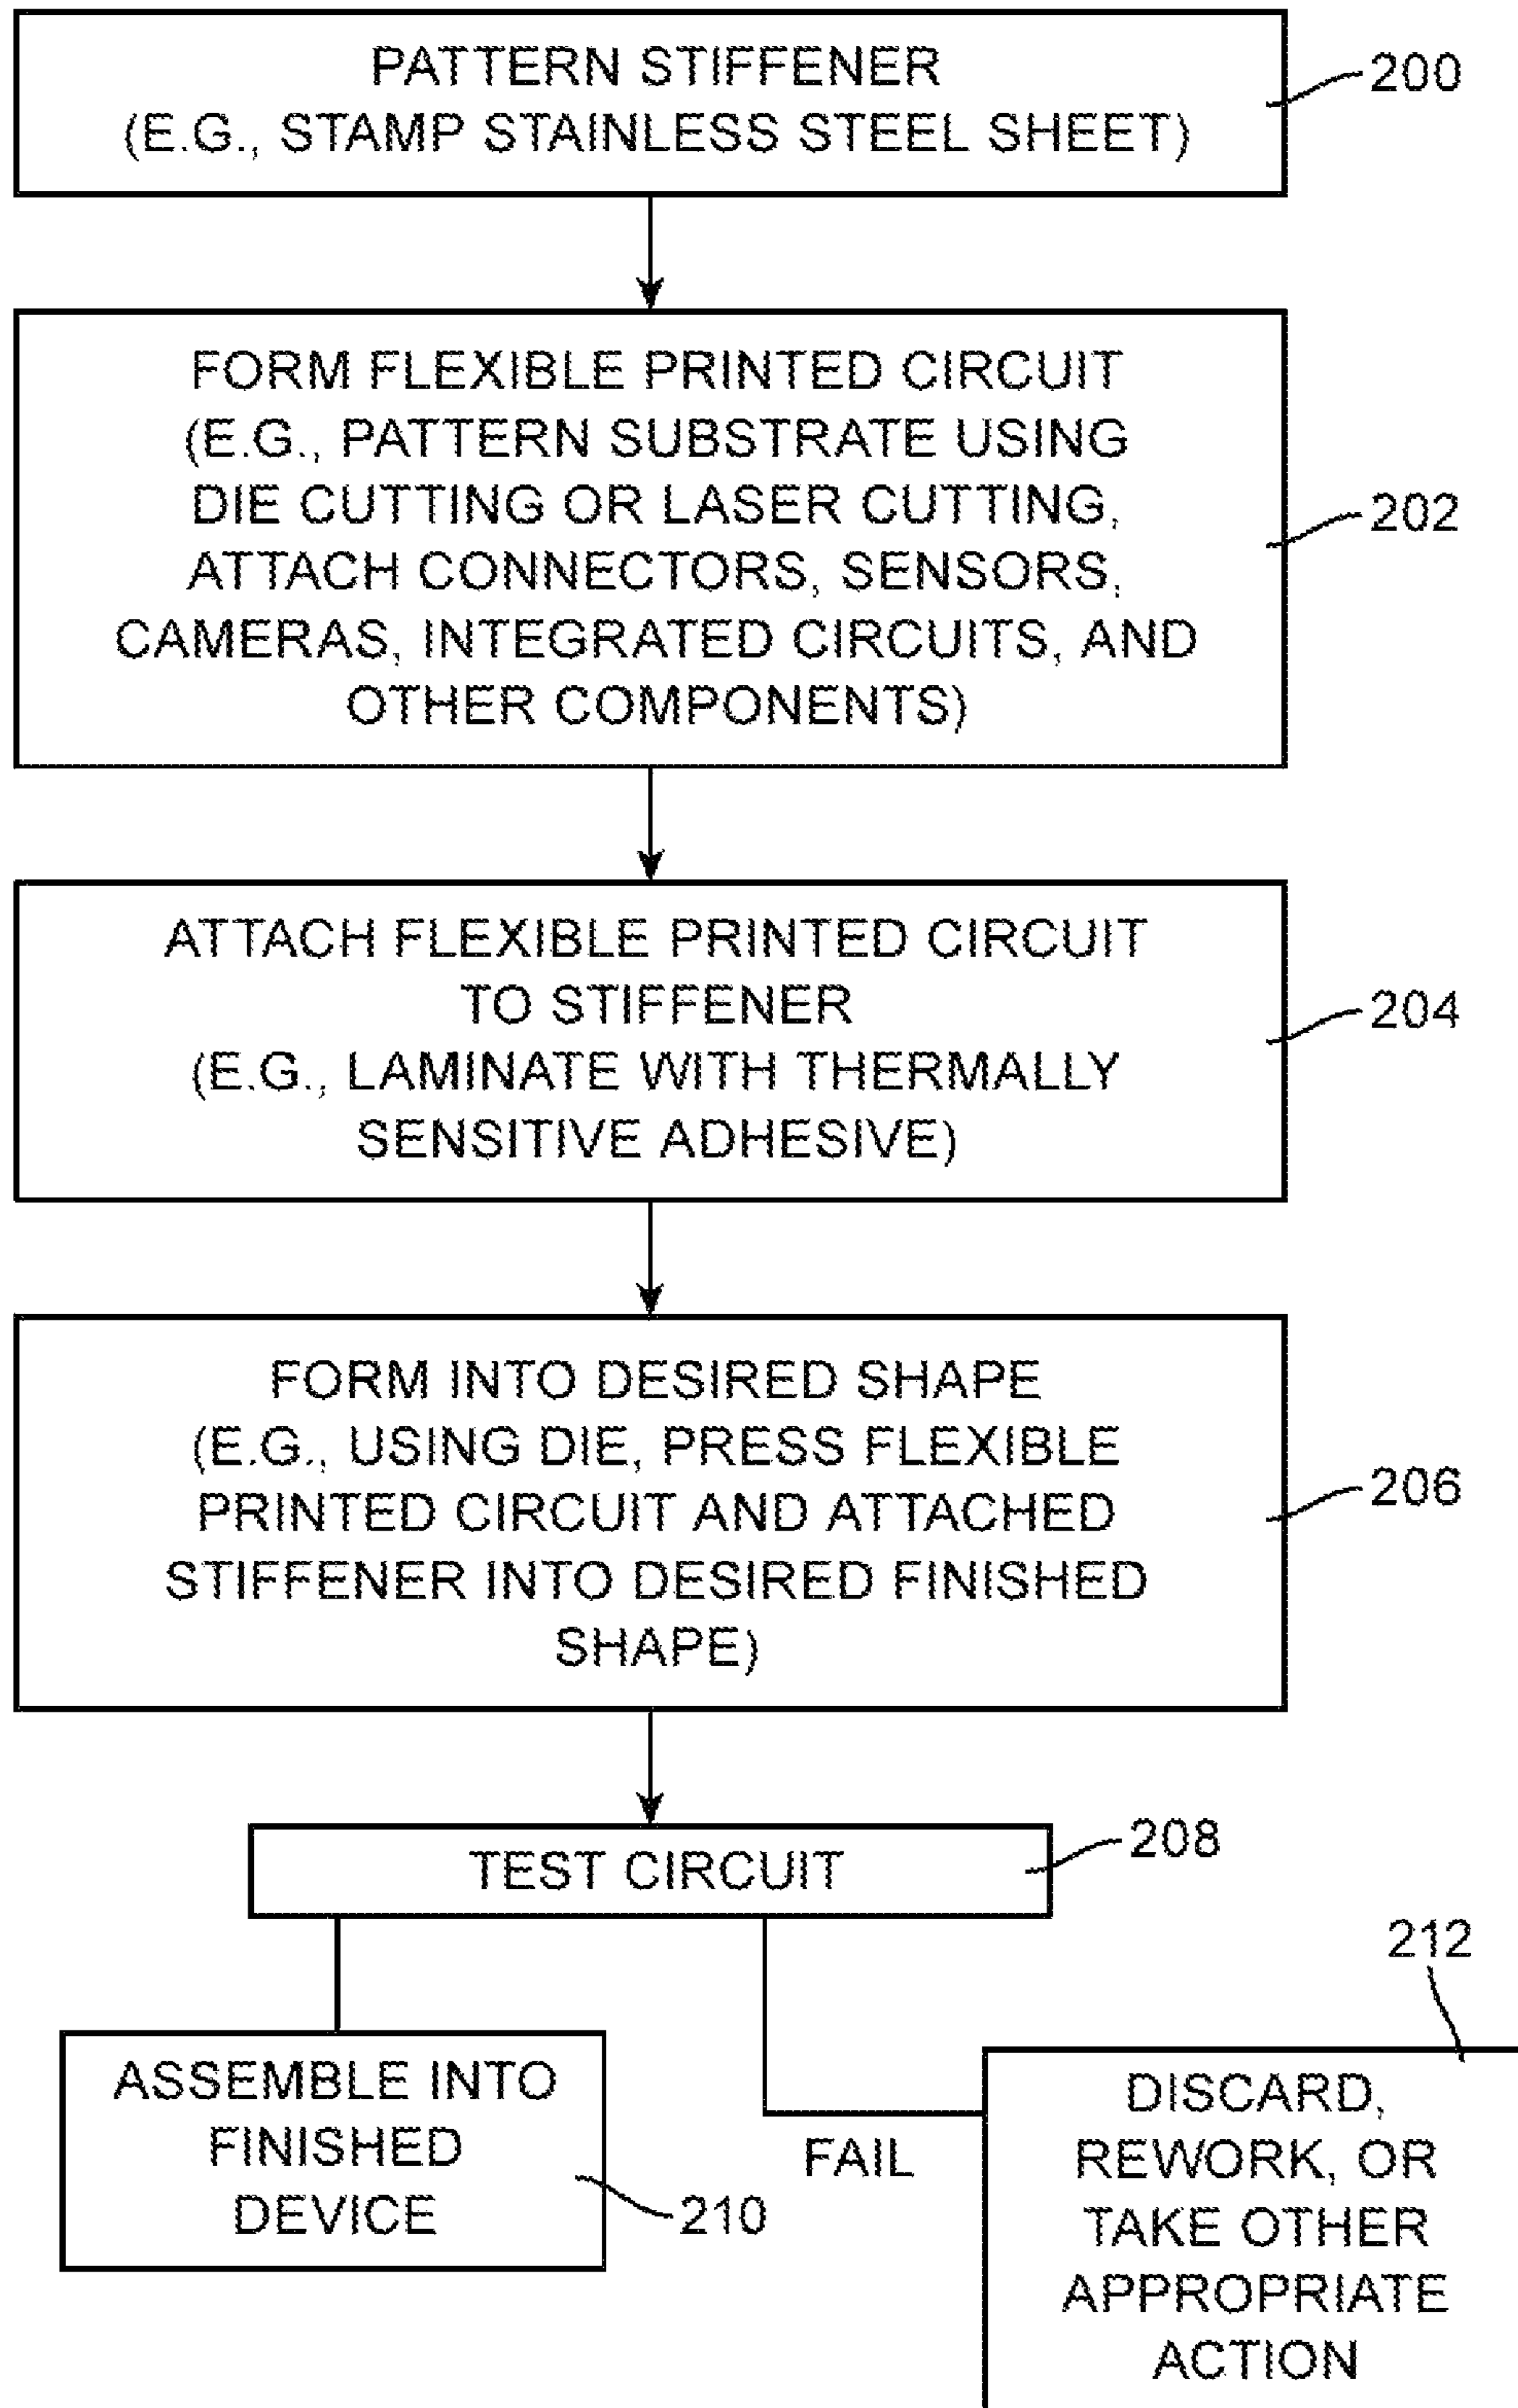 PATTERN STIFFENER
(E.G., STAMP STAINLESS STEEL SHEET)
200
FORM FLEXIBLE PRINTED CIRCUIT
(E.G., PATTERN SUBSTRATE USING
DIE CUTTING OR LASER CUTTING,
ATTACH CONNECTORS, SENSORS,
CAMERAS, INTEGRATED CIRCUITS, AND
OTHER COMPONENTS)
202
ATTACH FLEXIBLE PRINTED CIRCUIT
TO STIFFENER
(E.G., LAMINATE WITH THERMALLY
SENSITIVE ADHESIVE)
204
FORM INTO DESIRED SHAPE
(E.G., USING DIE, PRESS FLEXIBLE
PRINTED CIRCUIT AND ATTACHED
STIFFENER INTO DESIRED FINISHED
SHAPE)
206
TEST CIRCUIT
208
ASSEMBLE INTO
FINISHED
DEVICE
210
FAIL
212
DISCARD,
REWORK, OR
TAKE OTHER
APPROPRIATE
ACTION